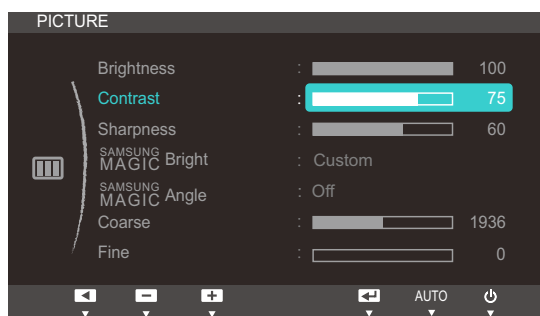 PICTURE
Brightness : 100
Contrast : 75
Sharpness : 60
SAMSUNG MAGIC Bright : Custom
SAMSUNG MAGIC Angle : Off
Coarse : 1936
Fine : 0
AUTO